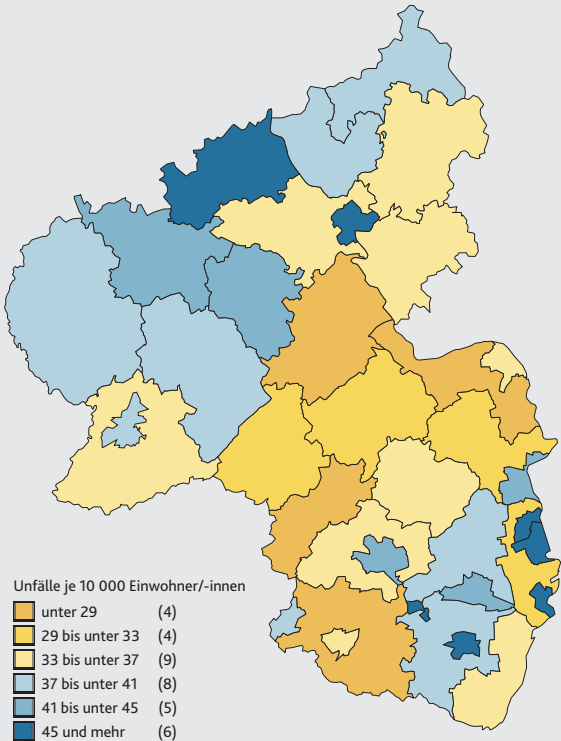 Unfälle je 10 000 Einwohner/-innen
unter 29 (4)
29 bis unter 33 (4)
33 bis unter 37 (9)
37 bis unter 41 (8)
41 bis unter 45 (5)
45 und mehr (6)